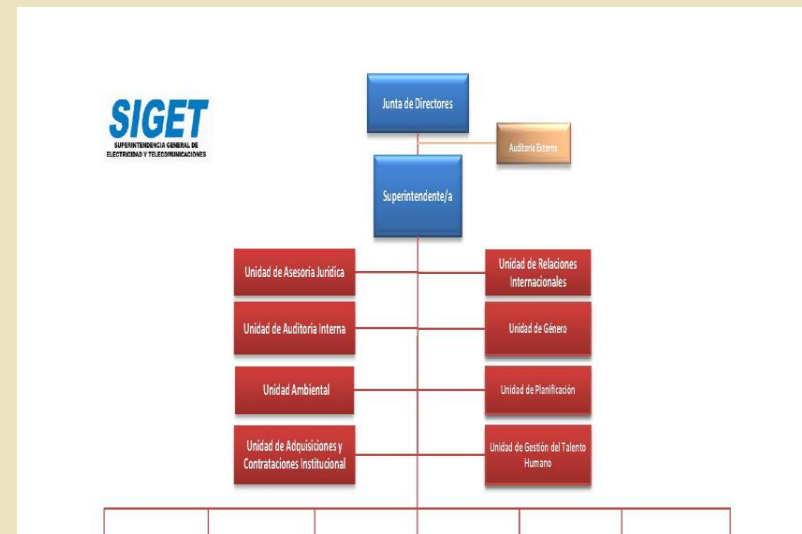 Junta de Directores
SIGET
SUPERINTENDENCIA GENERAL DE
ELECTRICIDAD Y TELECOMUNICACIONES
Auditoría Externa
Superintendente/a
Unidad de Asesoría Jurídica
Unidad de Relaciones
Internacionales
Unidad de Auditoría Interna
Unidad de Género
Unidad Ambiental
Unidad de Planificación
Unidad de Adquisiciones y
Contrataciones Institucional
Unidad de Gestión del Talento
Humano